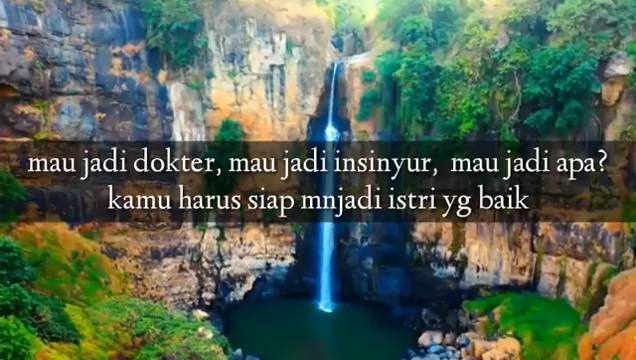 mau jadi dokter, mau jadi insinyur, mau jadi apa?
kamu harus siap mnjadi istri yg baik